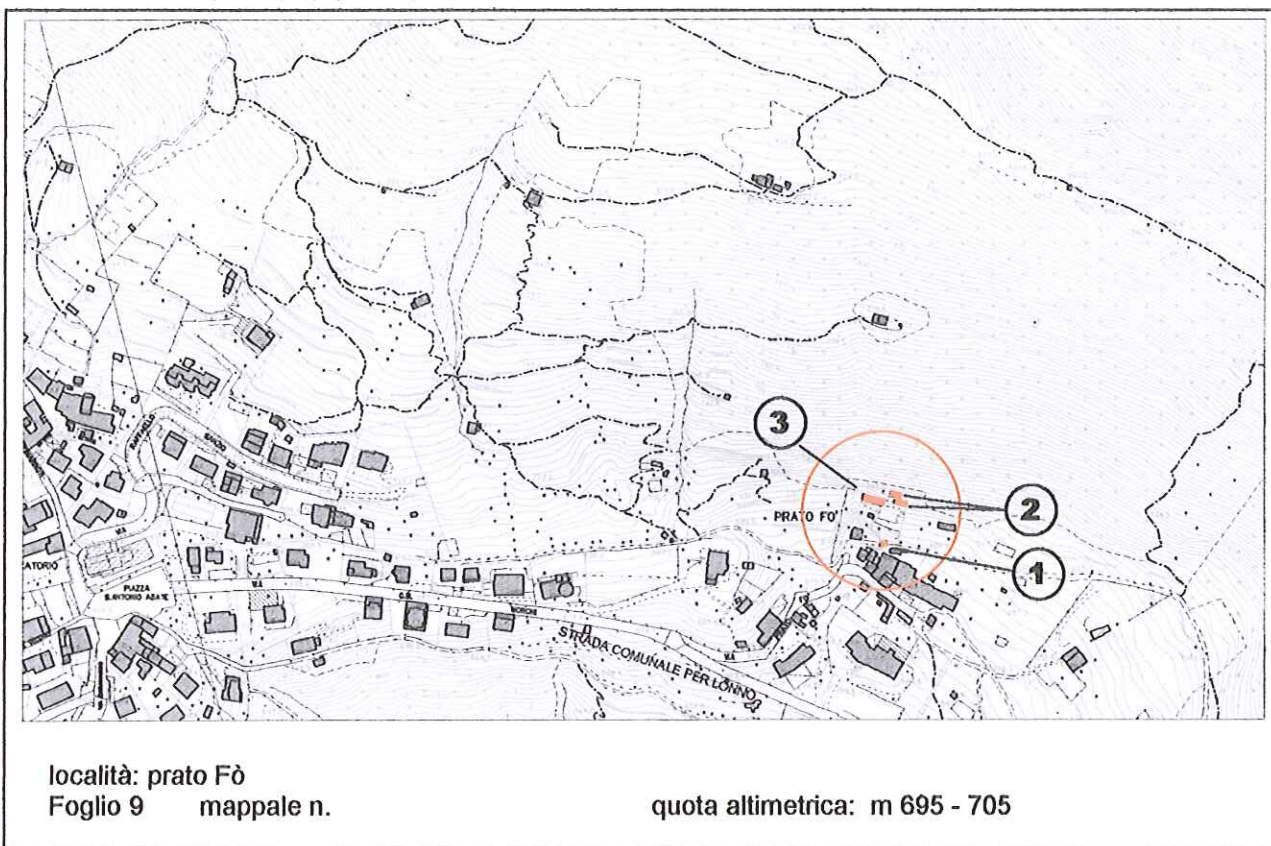 3
PRATO FO'
2
1
PIAZZA
S.ANTONIO ABATE
STRADA COMUNALE PER LONNO
località: prato Fò
Foglio 9 mappale n. quota altimetrica: m 695 - 705